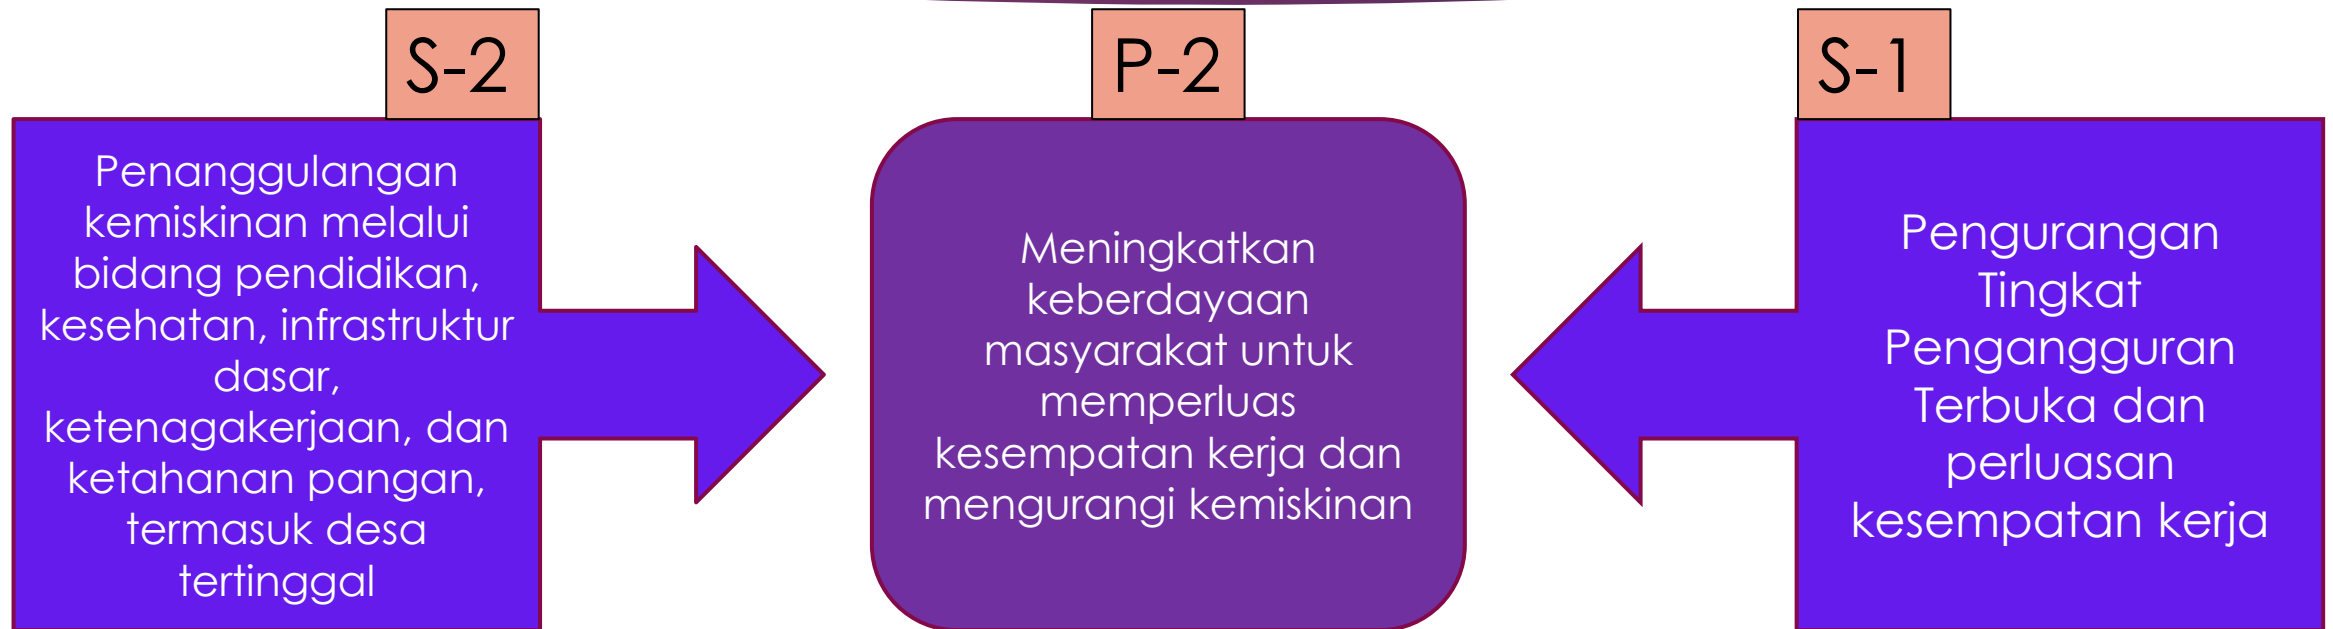 S-2
Penanggulangan
kemiskinan melalui
bidang pendidikan,
kesehatan, infrastruktur
dasar,
ketenagakerjaan, dan
ketahanan pangan,
termasuk desa
tertinggal
P-2
Meningkatkan
keberdayaan
masyarakat untuk
memperluas
kesempatan kerja dan
mengurangi kemiskinan
S-1
Pengurangan
Tingkat
Pengangguran
Terbuka dan
perluasan
kesempatan kerja